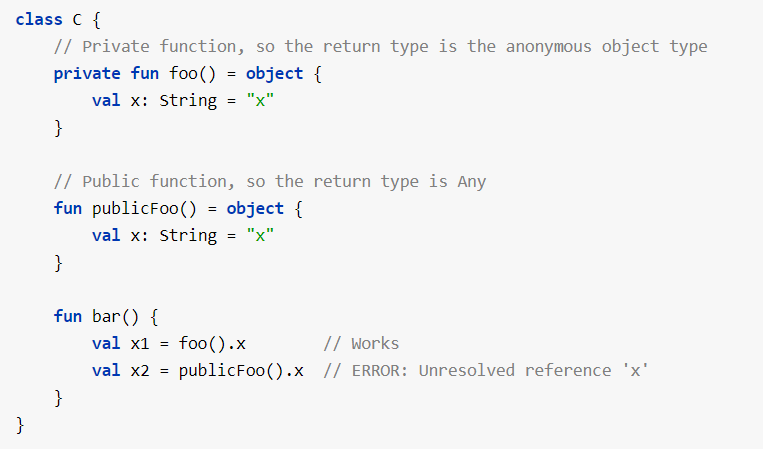 class C {
    // Private function, so the return type is the anonymous object type
    private fun foo() = object {
        val x: String = "x"
    }

    // Public function, so the return type is Any
    fun publicFoo() = object {
        val x: String = "x"
    }

    fun bar() {
        val x1 = foo().x        // Works
        val x2 = publicFoo().x  // ERROR: Unresolved reference 'x'
    }
}